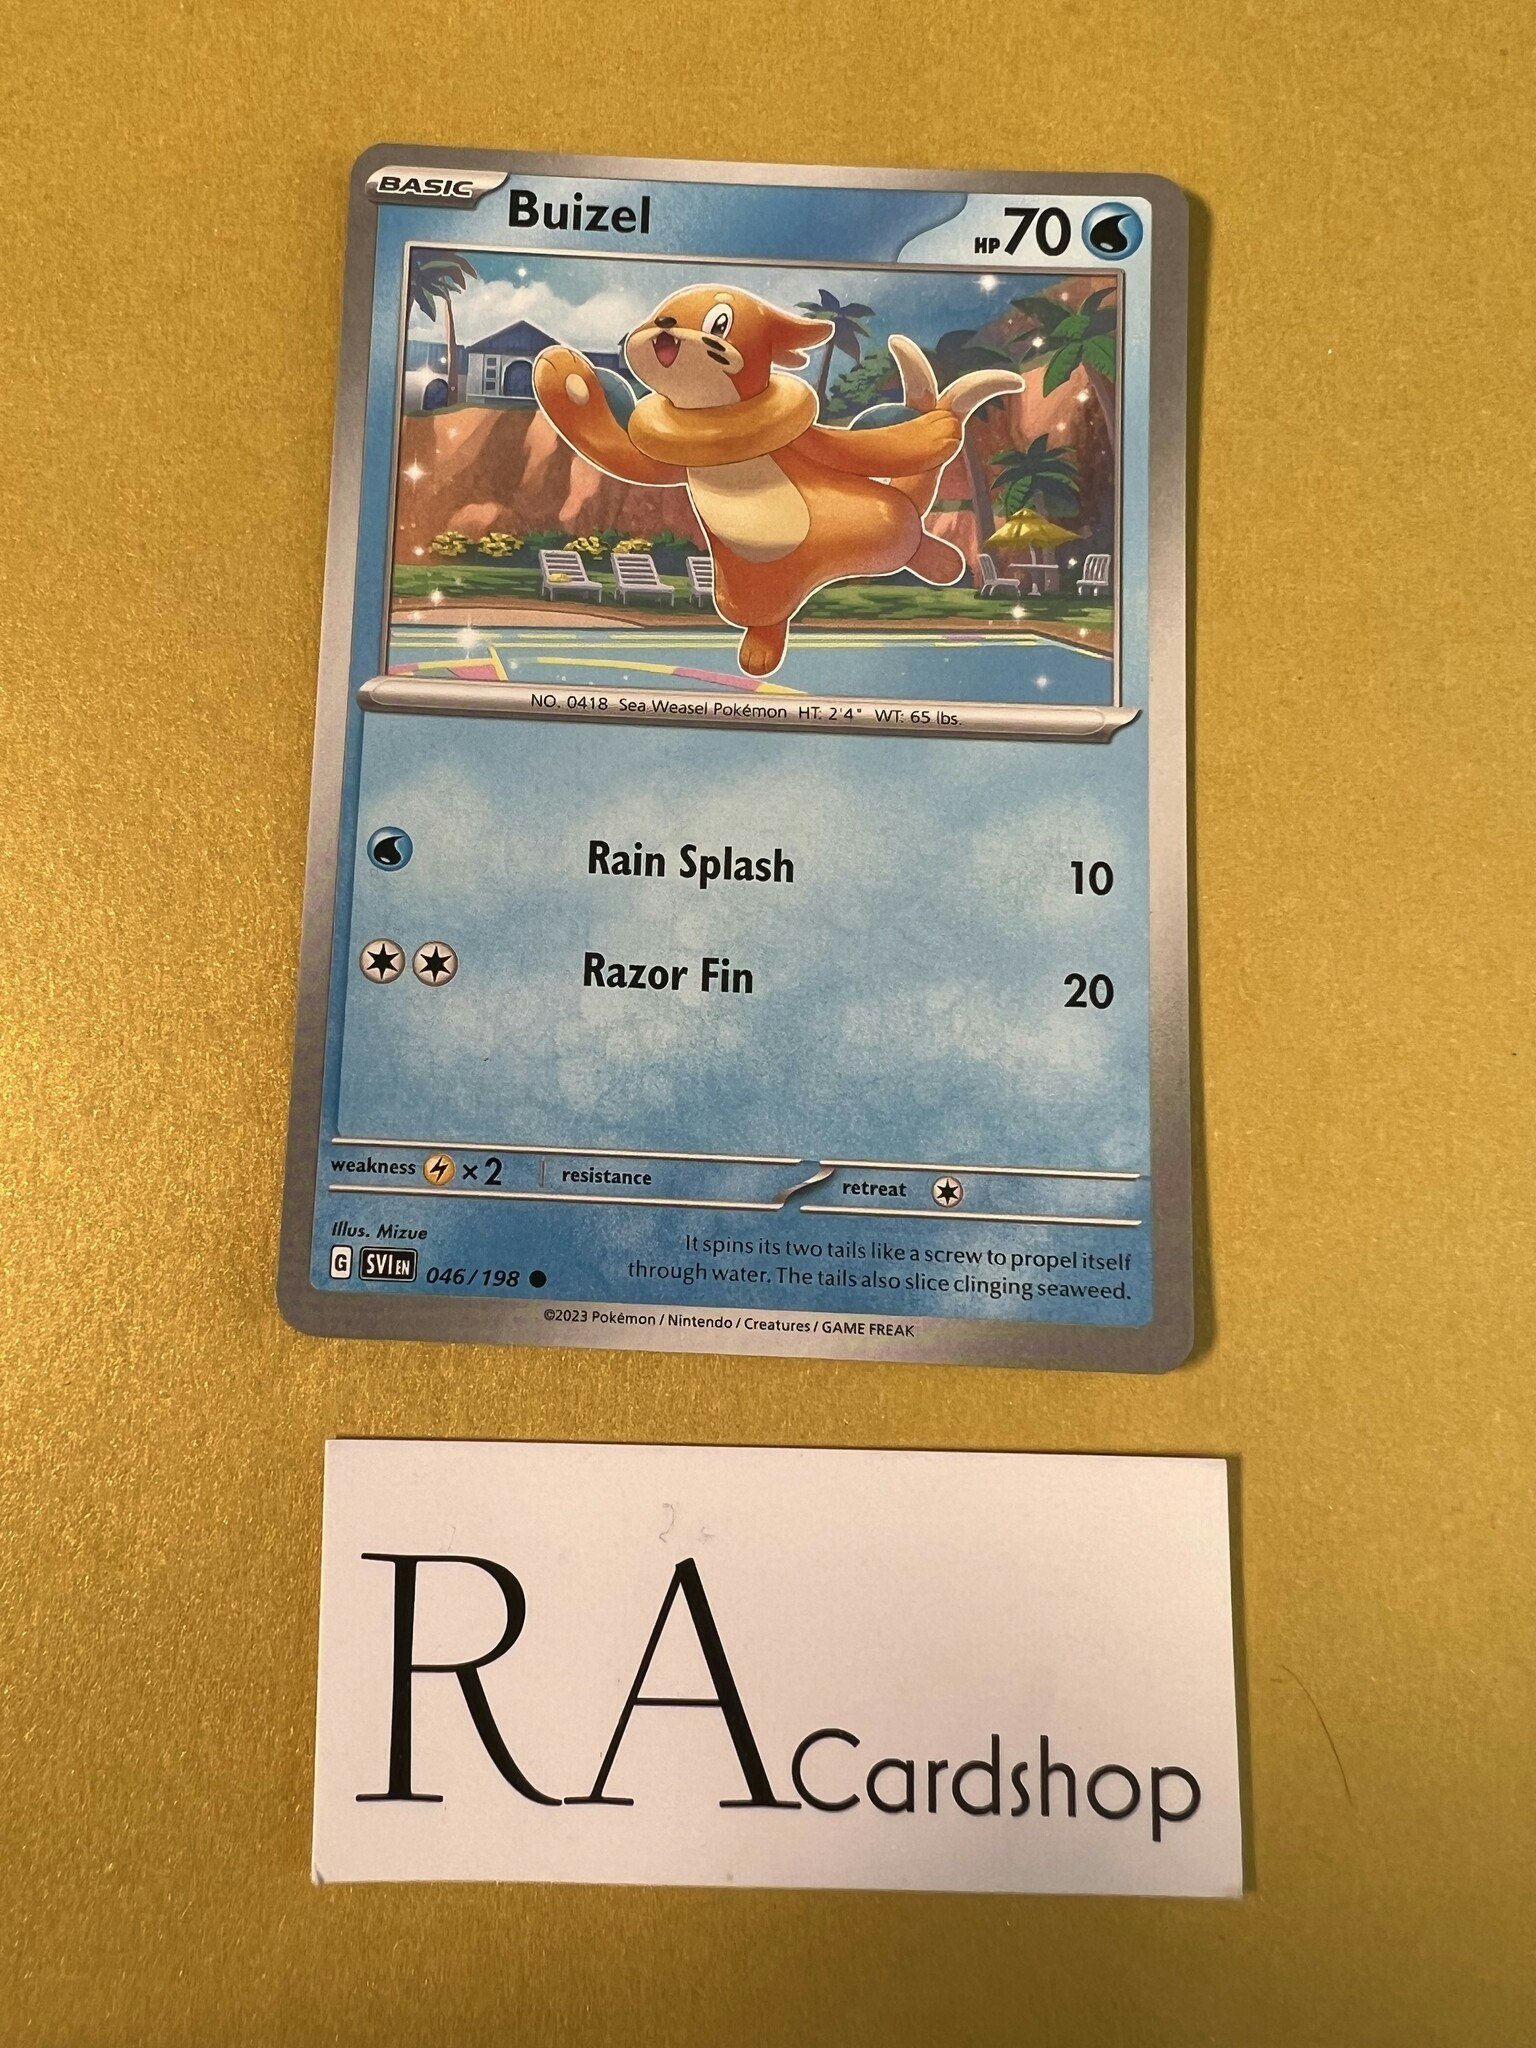 BASIC
Buizel
HP 70
NO. 0418 Sea Weasel Pokémon HT: 2'4" WT: 65 lbs.
Rain Splash 10
Razor Fin 20
weakness ×2 resistance retreat
Illus. Mizue
It spins its two tails like a screw to propel itself
through water. The tails also slice clinging seaweed.
G SVI EN 046/198
©2023 Pokémon / Nintendo / Creatures / GAME FREAK
RA Cardshop